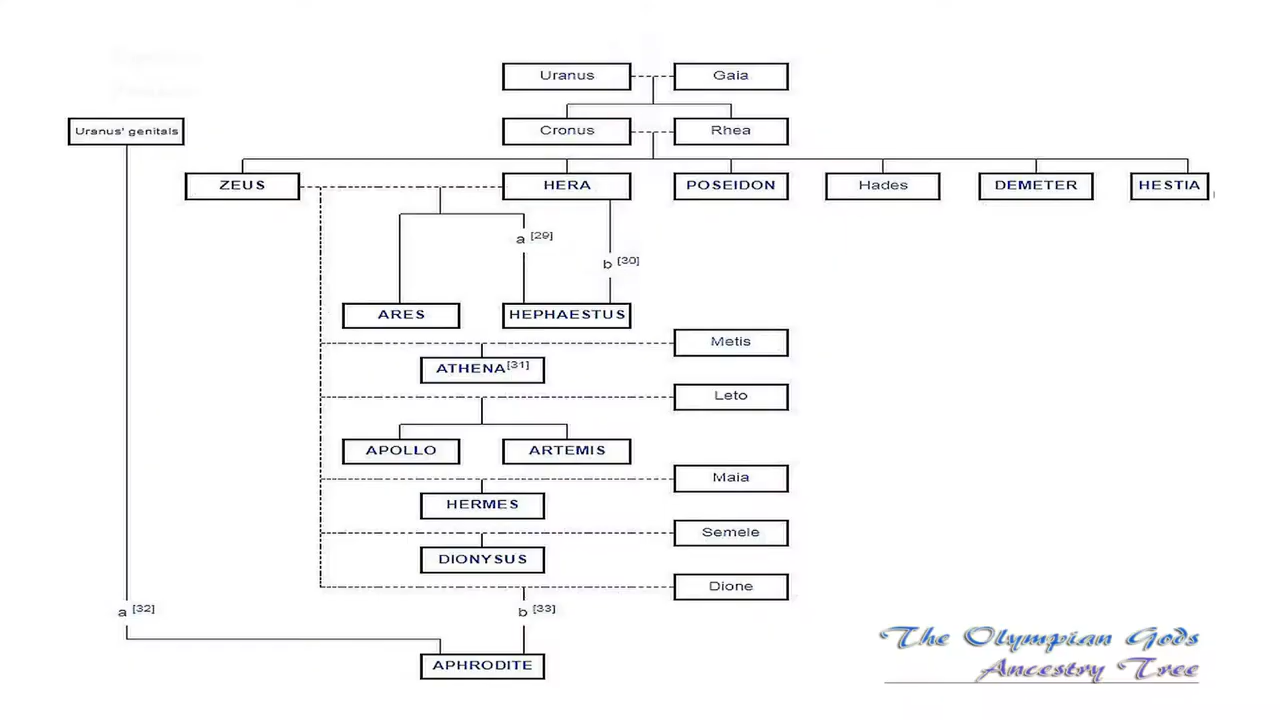 Uranus
Gaia
Uranus' genitals
Cronus
Rhea
ZEUS
HERA
POSEIDON
Hades
DEMETER
HESTIA
a [29]
b [30]
ARES
HEPHAESTUS
Metis
ATHENA[31]
Leto
APOLLO
ARTEMIS
Maia
HERMES
Semele
DIONYSUS
Dione
a [32]
b [33]
APHRODITE
The Olympian Gods
Ancestry Tree